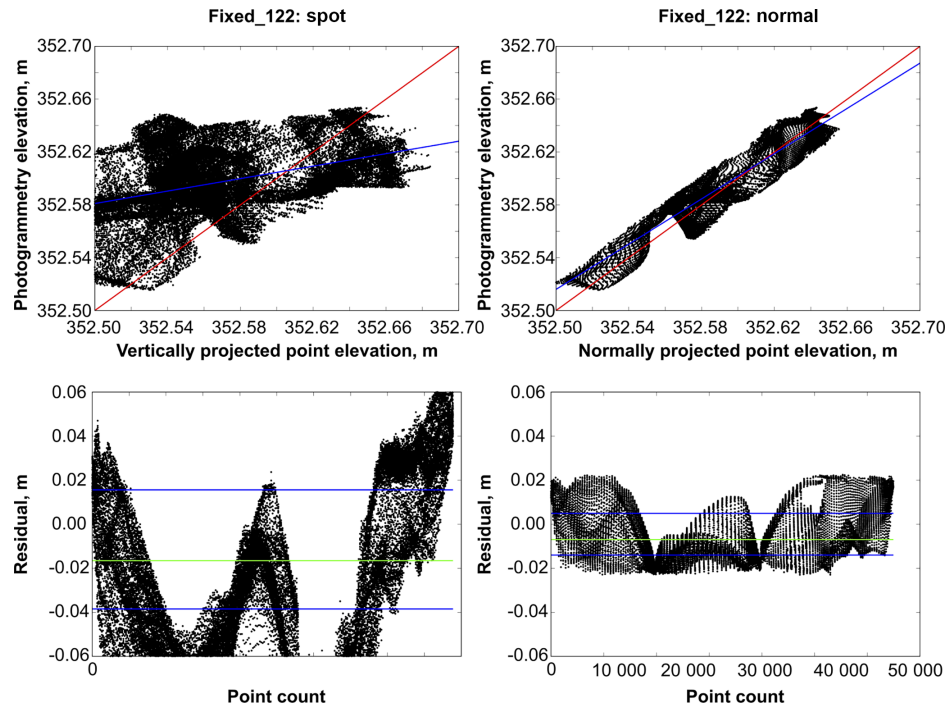 Fixed_122: spot
Photogrammetry elevation, m
352.70
352.66
352.62
352.58
352.54
352.50
352.50 352.54 352.58 352.62 352.66 352.70
Vertically projected point elevation, m
Fixed_122: normal
Photogrammetry elevation, m
352.70
352.66
352.62
352.58
352.54
352.50
352.50 352.54 352.58 352.62 352.66 352.70
Normally projected point elevation, m
Residual, m
0.06
0.04
0.02
0.00
-0.02
-0.04
-0.06
0
Point count
Residual, m
0.06
0.04
0.02
0.00
-0.02
-0.04
-0.06
0 10 000 20 000 30 000 40 000 50 000
Point count